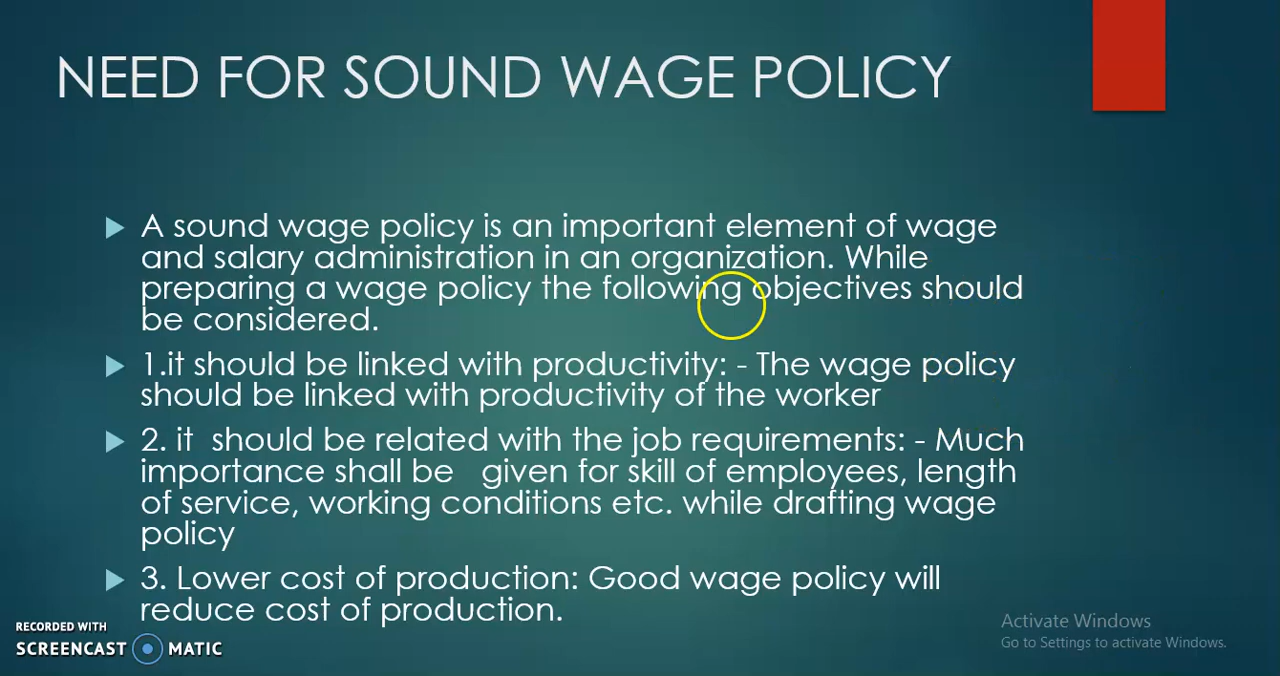 NEED FOR SOUND WAGE POLICY
A sound wage policy is an important element of wage
and salary administration in an organization. While
preparing a wage policy the following objectives should
be considered.
1.it should be linked with productivity: - The wage policy
should be linked with productivity of the worker
2. it  should be related with the job requirements: - Much
importance shall be   given for skill of employees, length
of service, working conditions etc. while drafting wage
policy
3. Lower cost of production: Good wage policy will
reduce cost of production.
RECORDED WITH
SCREENCAST MATIC
Activate Windows
Go to Settings to activate Windows.